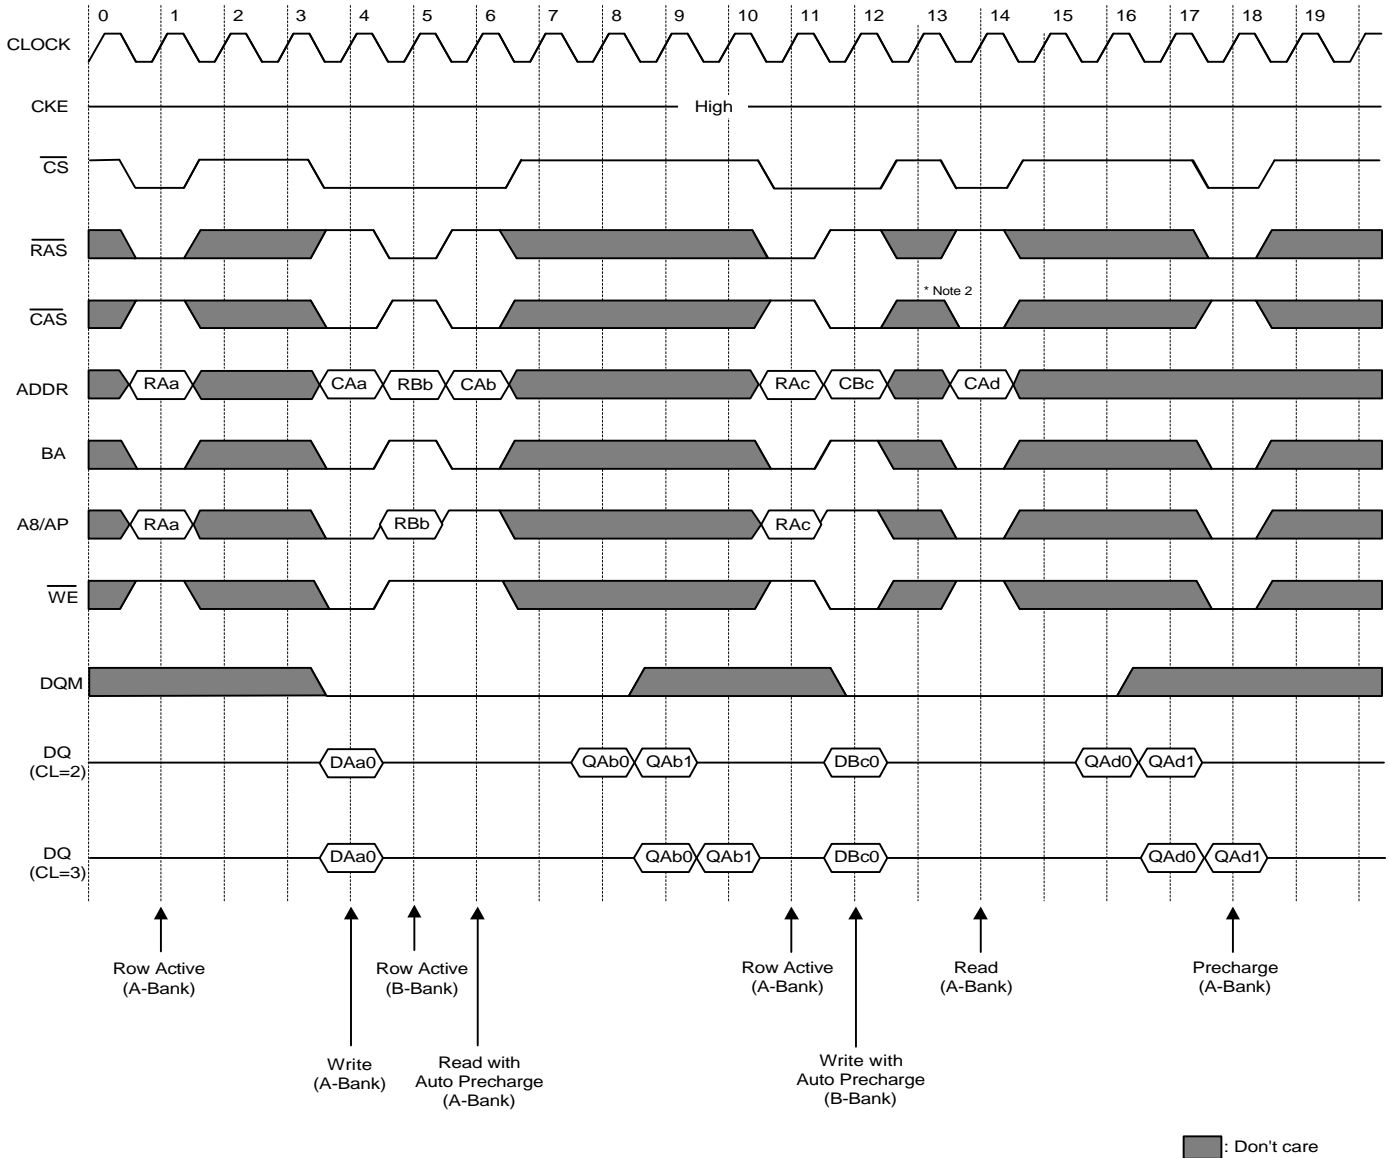 0 1 2 3 4 5 6 0 7 8 9 10 11 12 13 14 15 16 17 18 19
CLOCK
CKE High
CS
RAS
* Note 2
CAS
ADDR RAa CAa RBb CAb RAc CBc CAd
BA
A8/AP RAa RBb RAc
WE
DQM
DQ
(CL=2) DAa0 QAb0 QAb1 DBc0 QAd0 QAd1
DQ
(CL=3) DAa0 QAb0 QAb1 DBc0 QAd0 QAd1
Row Active
(A-Bank)
Row Active
(B-Bank)
Row Active
(A-Bank)
Read
(A-Bank)
Precharge
(A-Bank)
Write
(A-Bank)
Read with
Auto Precharge
(A-Bank)
Write with
Auto Precharge
(B-Bank)
: Don't care